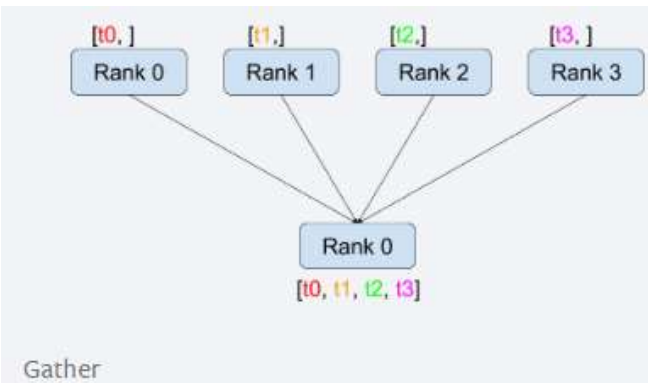 [t0, ] [t1,] [t2,] [t3, ]
Rank 0 Rank 1 Rank 2 Rank 3
Rank 0
[t0, t1, t2, t3]
Gather